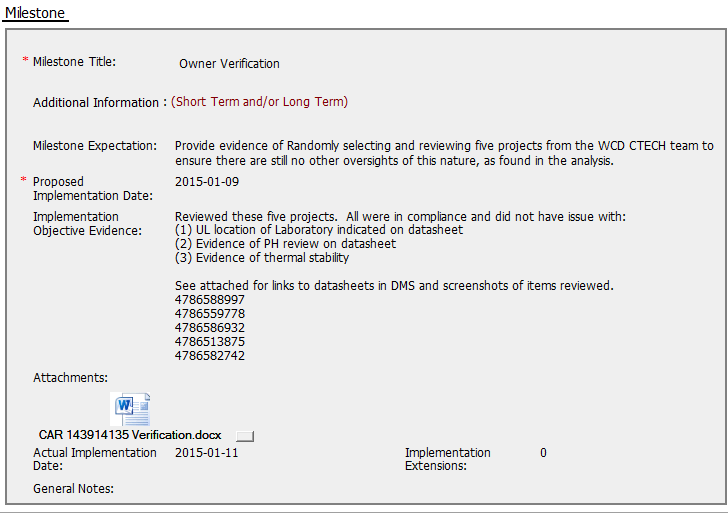 Milestone
* Milestone Title: Owner Verification
Additional Information : (Short Term and/or Long Term)
Milestone Expectation: Provide evidence of Randomly selecting and reviewing five projects from the WCD CTECH team to
ensure there are still no other oversights of this nature, as found in the analysis.
* Proposed 2015-01-09
Implementation Date:
Implementation Reviewed these five projects. All were in compliance and did not have issue with:
Objective Evidence: (1) UL location of Laboratory indicated on datasheet
(2) Evidence of PH review on datasheet
(3) Evidence of thermal stability
See attached for links to datasheets in DMS and screenshots of items reviewed.
4786588997
4786559778
4786586932
4786513875
4786582742
Attachments:
W
CAR 143914135 Verification.docx
Actual Implementation 2015-01-11 Implementation 0
Date: Extensions:
General Notes: